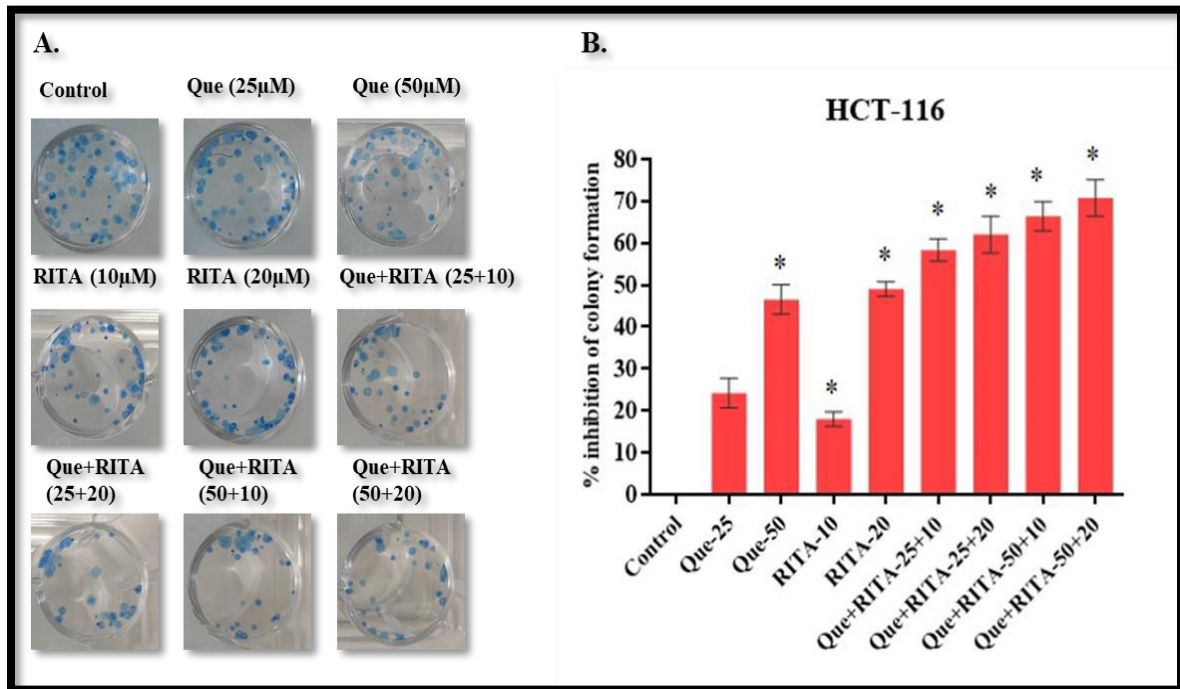 A.
Control
Que (25μM)
Que (50μM)
RITA (10μM)
RITA (20μM)
Que+RITA (25+10)
Que+RITA
(25+20)
Que+RITA
(50+10)
Que+RITA
(50+20)
B.
HCT-116
% inhibition of colony formation
80
70
60
50
40
30
20
10
0
*
*
*
*
*
*
*
Control
Que-25
Que-50
RITA-10
RITA-20
Que+RITA-25+10
Que+RITA-25+20
Que+RITA-50+10
Que+RITA-50+20